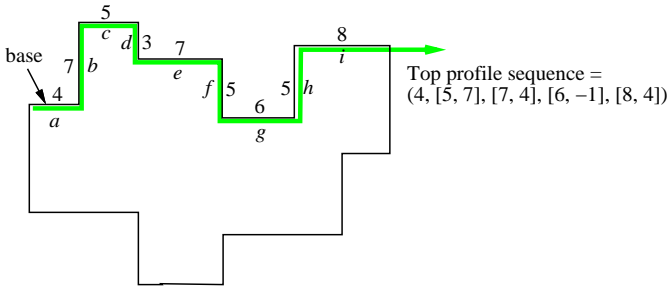 5
c
d 3
7
e
8
i
base
7 b
4
a
f 5
6
g
5 h
Top profile sequence =
(4, [5, 7], [7, 4], [6, −1], [8, 4])